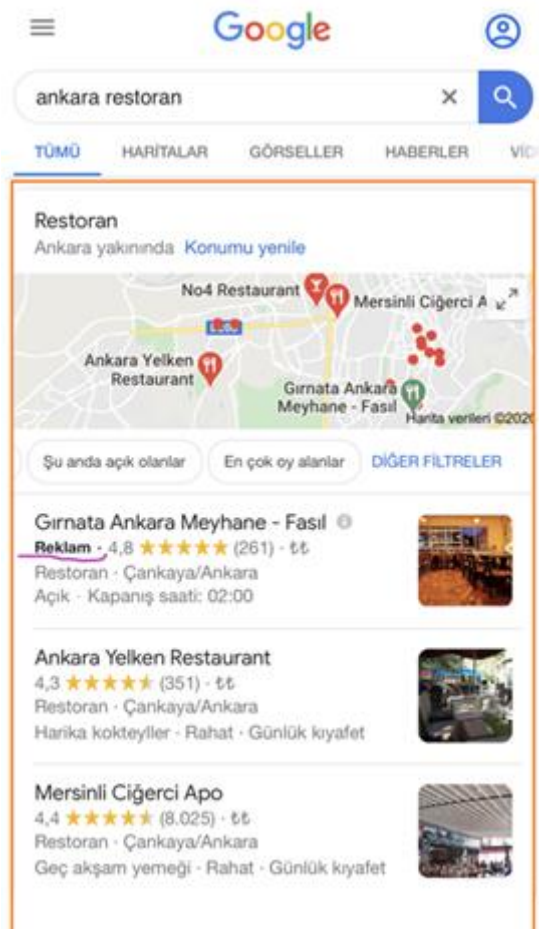 Google
ankara restoran
TÜMÜ HARİTALAR GÖRSELLER HABERLER VİD
Restoran
Ankara yakınında Konumu yenile
No4 Restaurant
Mersinli Ciğerci A
Ankara Yelken
Restaurant
Gırnata Ankara
Meyhane - Fasıl
Harita verileri ©2020
Şu anda açık olanlar En çok oy alanlar DİĞER FİLTRELER
Gırnata Ankara Meyhane - Fasıl
Reklam · 4,8 ★★★★★ (261) · ₺₺
Restoran · Çankaya/Ankara
Açık · Kapanış saati: 02:00
Ankara Yelken Restaurant
4,3 ★★★★★ (351) · ₺₺
Restoran · Çankaya/Ankara
Harika kokteyller · Rahat · Günlük kıyafet
Mersinli Ciğerci Apo
4,4 ★★★★★ (8.025) · ₺₺
Restoran · Çankaya/Ankara
Geç akşam yemeği · Rahat · Günlük kıyafet